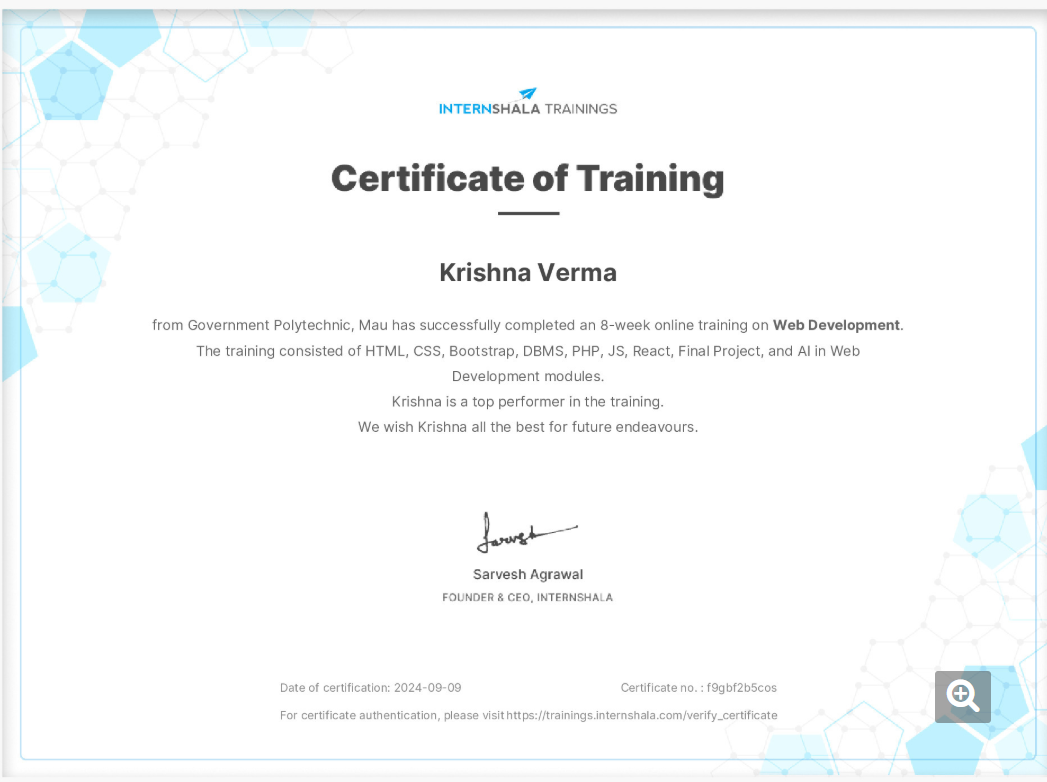 INTERNSHALA TRAININGS
Certificate of Training
Krishna Verma
from Government Polytechnic, Mau has successfully completed an 8-week online training on Web Development.
The training consisted of HTML, CSS, Bootstrap, DBMS, PHP, JS, React, Final Project, and AI in Web
Development modules.
Krishna is a top performer in the training.
We wish Krishna all the best for future endeavours.
Sarvesh
Sarvesh Agrawal
FOUNDER & CEO, INTERNSHALA
Date of certification: 2024-09-09 Certificate no. : f9gbf2b5cos
For certificate authentication, please visit https://trainings.internshala.com/verify_certificate